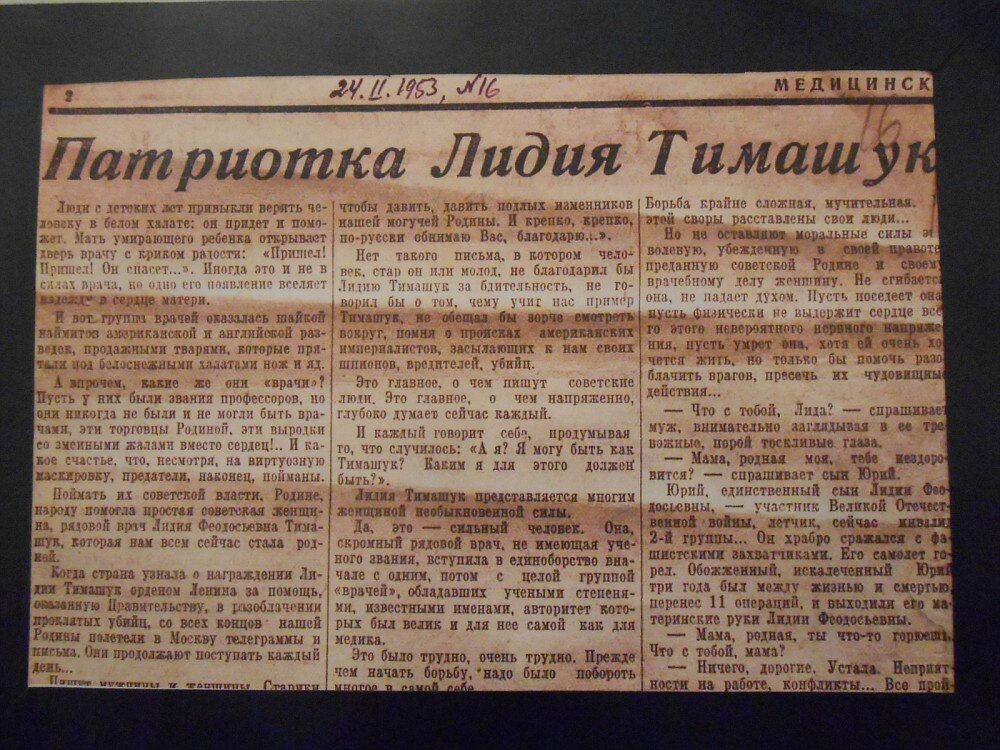 2
24.II.1953, №16
МЕДИЦИНСК
16
Патриотка Лидия Тимашук
Люди с детских лет привыкли верить че-
ловеку в белом халате: он придет и помо-
жет. Мать умирающего ребенка открывает
дверь врачу с криком радости: «Пришел!
Пришел! Он спасет...». Иногда это и не в
силах врача, но одно его появление вселяет
надежду в сердце матери.
И вот группа врачей оказалась шайкой
наймитов американской и английской раз-
ведок, продажными тварями, которые пря-
тали под белоснежными халатами нож и яд.
А впрочем, какие же они «врачи»?
Пусть у них были звания профессоров, но
они никогда не были и не могли быть вра-
чами, эти торговцы Родиной, эти выродки
со змеиными жалами вместо сердец!.. И ка-
кое счастье, что, несмотря, на виртуозную
маскировку, предатели, наконец, пойманы.
Поймать их советской власти, Родине,
народу помогла простая советская женщи-
на, рядовой врач Лидия Феодосьевна Тима-
шук, которая нам всем сейчас стала род-
ней.
Когда страна узнала о награждении Ли-
дии Тимашук орденом Ленина за помощь,
оказанную Правительству, в разоблачении
проклятых убийц, со всех концов нашей
Родины полетели в Москву телеграммы и
письма. Они продолжают поступать каждый
день...
Пишут мужчины и женщины. Старики
чтобы давить, давить подлых изменников
нашей могучей Родины. И крепко, крепко,
по-русски обнимаю Вас, благодарю...».
Нет такого письма, в котором чело-
век, стар он или молод, не благодарил бы
Лидию Тимашук за бдительность, не го-
ворил бы о том, чему учит нас пример
Тимашук, не обещал бы зорче смотреть
вокруг, помня о происках американских
империалистов, засылающих к нам своих
шпионов, вредителей, убийц.
Это главное, о чем пишут советские
люди. Это главное, о чем напряженно,
глубоко думает сейчас каждый.
И каждый говорит себе, продумывая
то, что случилось: «А я? Я могу быть как
Тимашук? Каким я для этого должен
быть?».
Лидия Тимашук представляется многим
женщиной необыкновенной силы.
Да, это — сильный человек. Она,
скромный рядовой врач, не имеющая уче-
ного звания, вступила в единоборство вна-
чале с одним, потом с целой группой
«врачей», обладавших учеными степеня-
ми, известными именами, авторитет кото-
рых был велик и для нее самой как для
медика.
Это было трудно, очень трудно. Прежде
чем начать борьбу, надо было побороть
многое в самой себе.
Борьба крайне сложная, мучительная.
этой своры расставлены свои люди...
Но не оставляют моральные силы эт
волевую, убежденную в своей правоте
преданную советской Родине и своему
врачебному делу женщину. Не сгибаетс
она, не падает духом. Пусть поседеет она
пусть физически не выдержит сердце все
го этого невероятного нервного напряже
ния, пусть умрет она, хотя ей очень хо
чется жить, но только бы помочь разо
блачить врагов, пресечь их чудовищны
действия...
— Что с тобой, Лида? — спрашивает
муж, внимательно заглядывая в ее тре
вожные, порой тоскливые глаза.
— Мама, родная моя, тебе нездоро-
вится? — спрашивает сын Юрий.
Юрий, единственный сын Лидии Фео
досьевны, — участник Великой Отечест-
венной войны, летчик, сейчас инвали
2-й группы... Он храбро сражался с фа-
шистскими захватчиками. Его самолет го-
рел. Обожженный, искалеченный Юрий
три года был между жизнью и смертью
перенес 11 операций, и выходили его ма-
теринские руки Лидии Феодосьевны.
— Мама, родная, ты что-то горюешь
Что с тобой, мама?
— Ничего, дорогие. Устала. Неприят-
ности на работе, конфликты... Все прой-